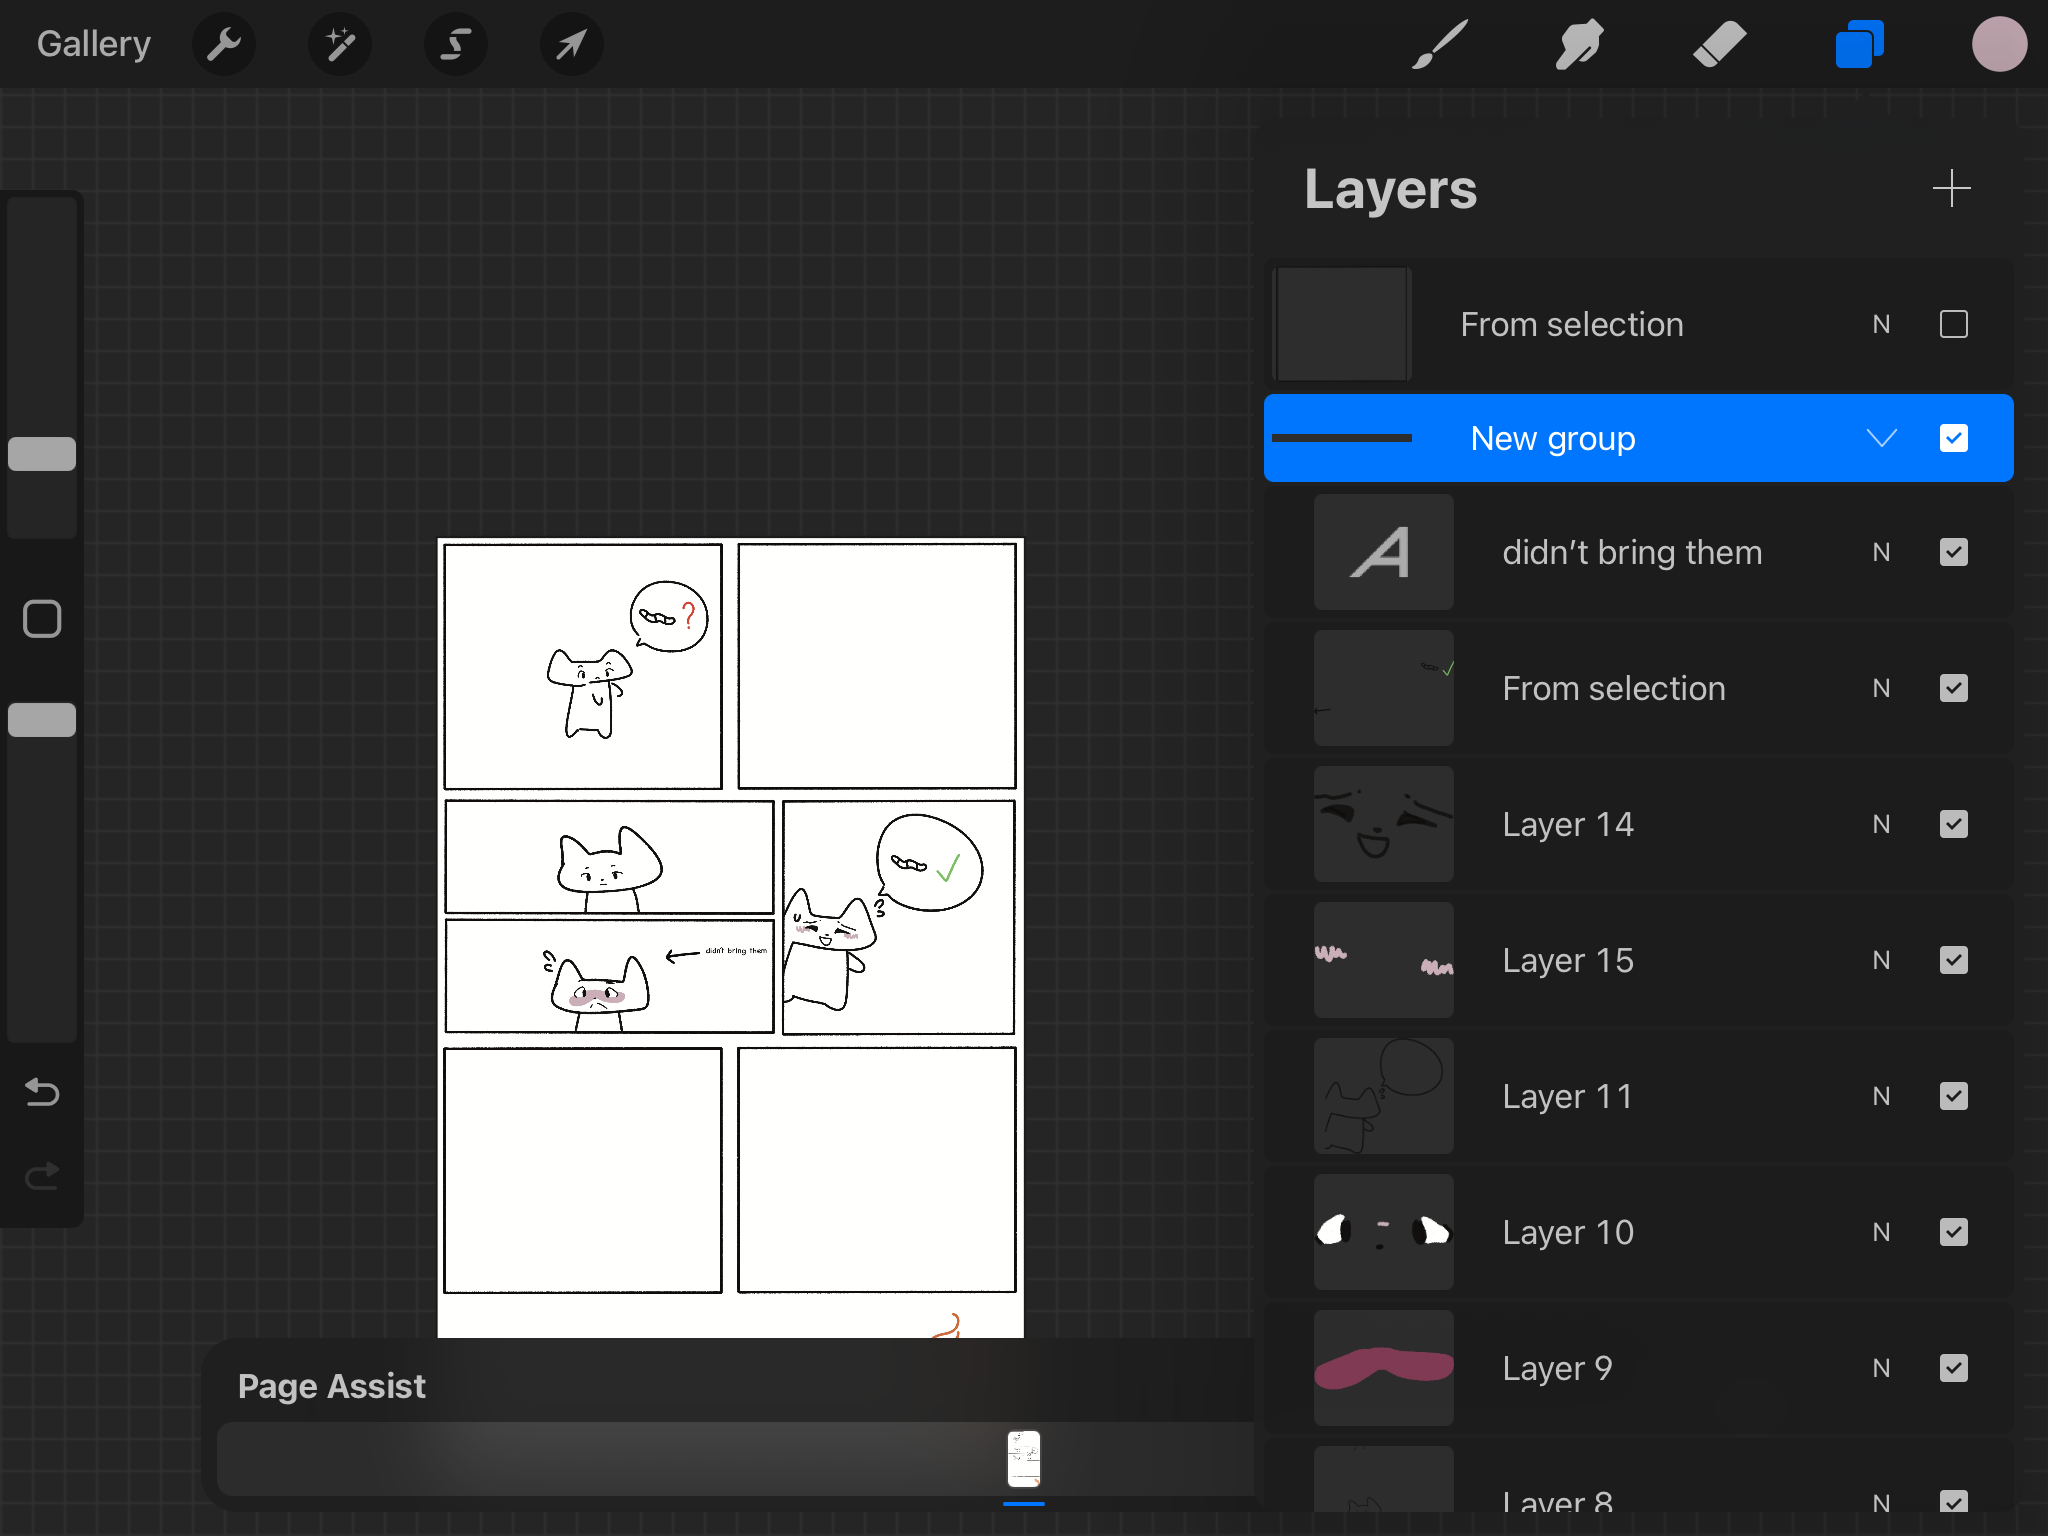 Gallery
Layers
From selection N
New group
didn't bring them N
From selection N
Layer 14 N
Layer 15 N
Layer 11 N
Layer 10 N
Layer 9 N
Layer 8 N
?
didn't bring them
Page Assist